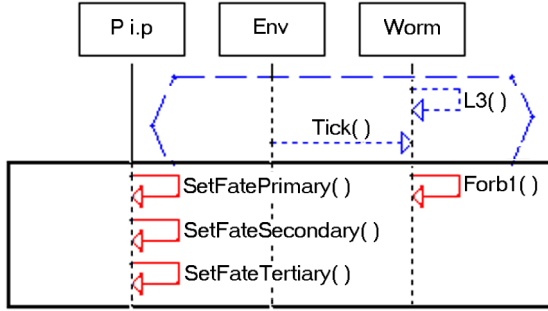 P i.p
Env
Worm
L3( )
Tick( )
SetFatePrimary( )
Forb1( )
SetFateSecondary( )
SetFateTertiary( )